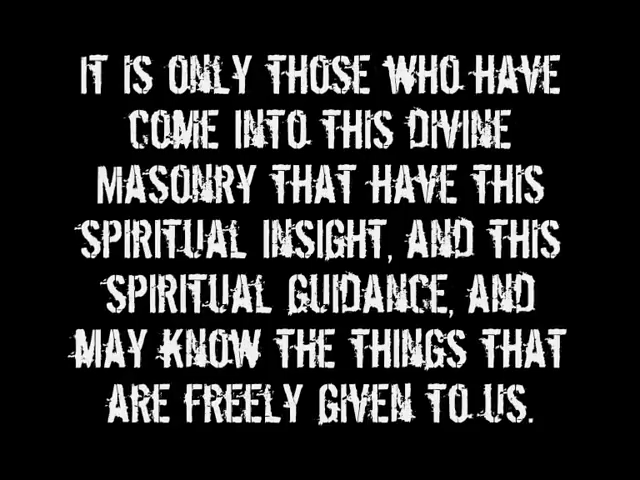 IT IS ONLY THOSE WHO HAVE
COME INTO THIS DIVINE
MASONRY THAT HAVE THIS
SPIRITUAL INSIGHT, AND THIS
SPIRITUAL GUIDANCE, AND
MAY KNOW THE THINGS THAT
ARE FREELY GIVEN TO US.